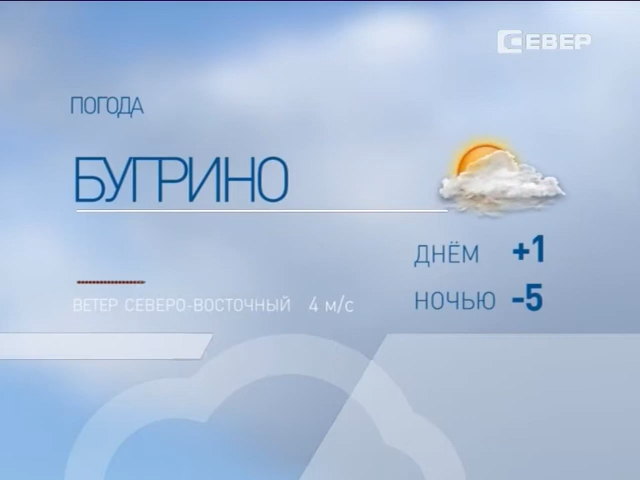 СЕВЕР
ПОГОДА
БУГРИНО
ДНЁМ +1
ВЕТЕР СЕВЕРО-ВОСТОЧНЫЙ 4 м/с
НОЧЬЮ -5